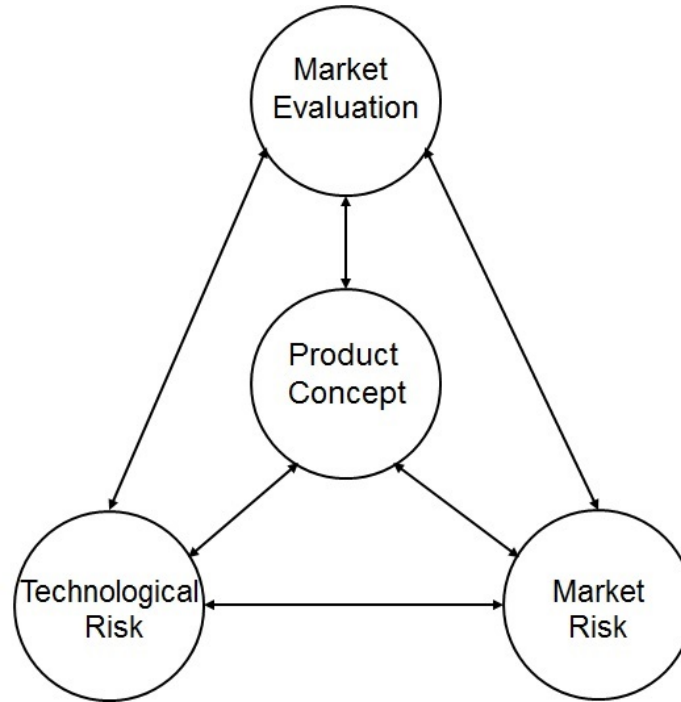 Market
Evaluation
Product
Concept
Technological
Risk
Market
Risk